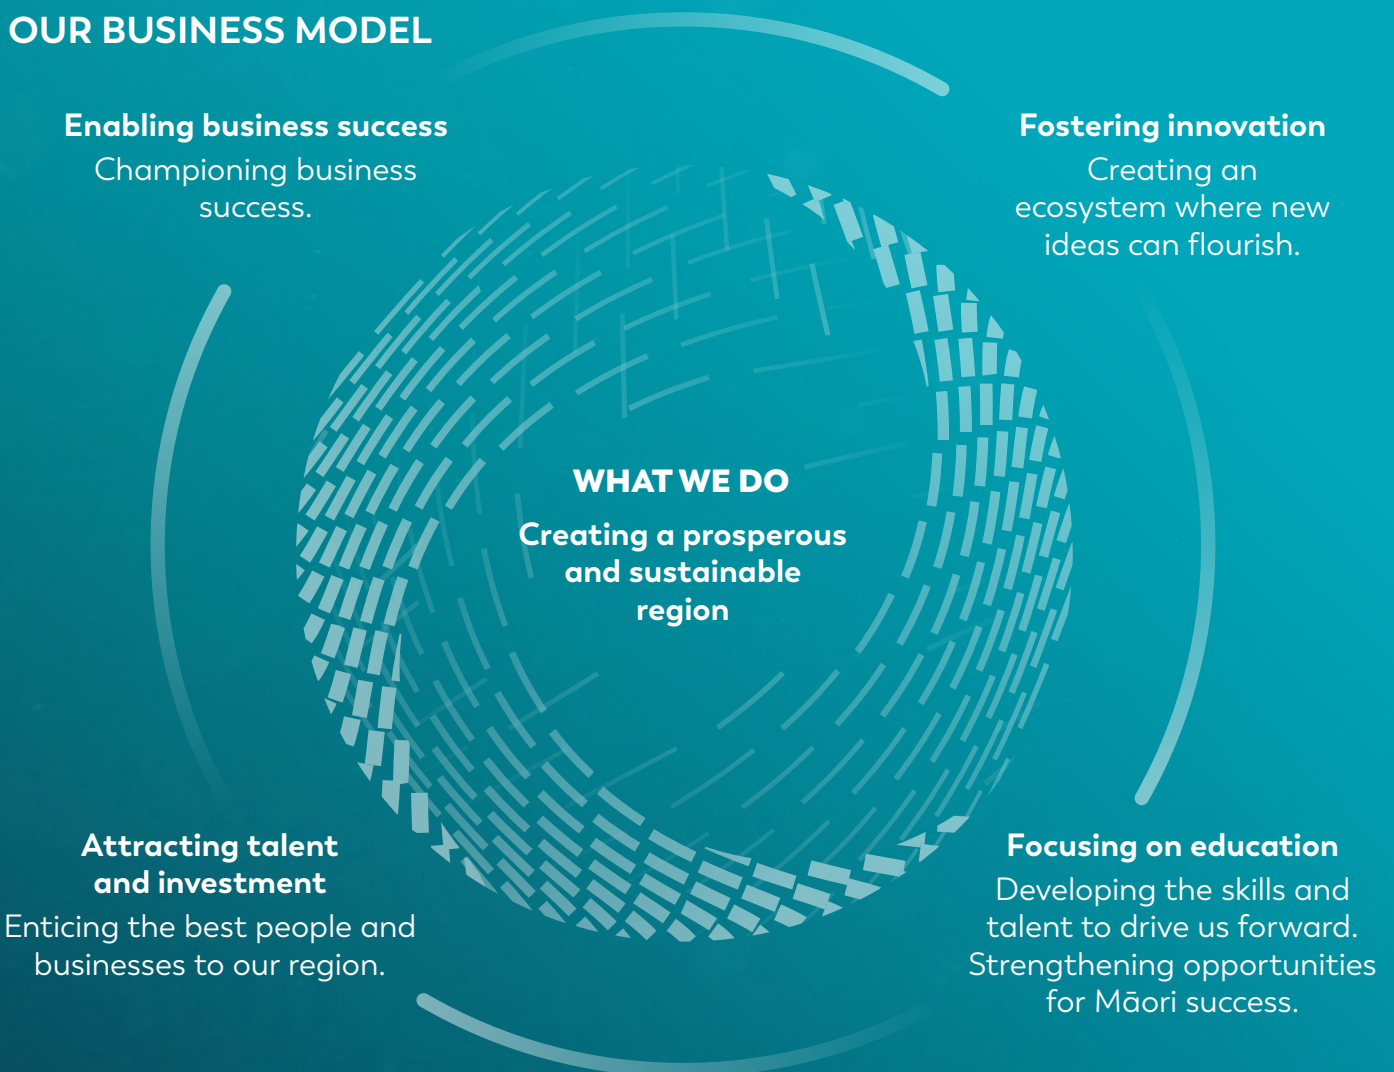 OUR BUSINESS MODEL
Enabling business success
Championing business
success.
Fostering innovation
Creating an
ecosystem where new
ideas can flourish.
WHAT WE DO
Creating a prosperous
and sustainable
region
Attracting talent
and investment
Enticing the best people and
businesses to our region.
Focusing on education
Developing the skills and
talent to drive us forward.
Strengthening opportunities
for Māori success.